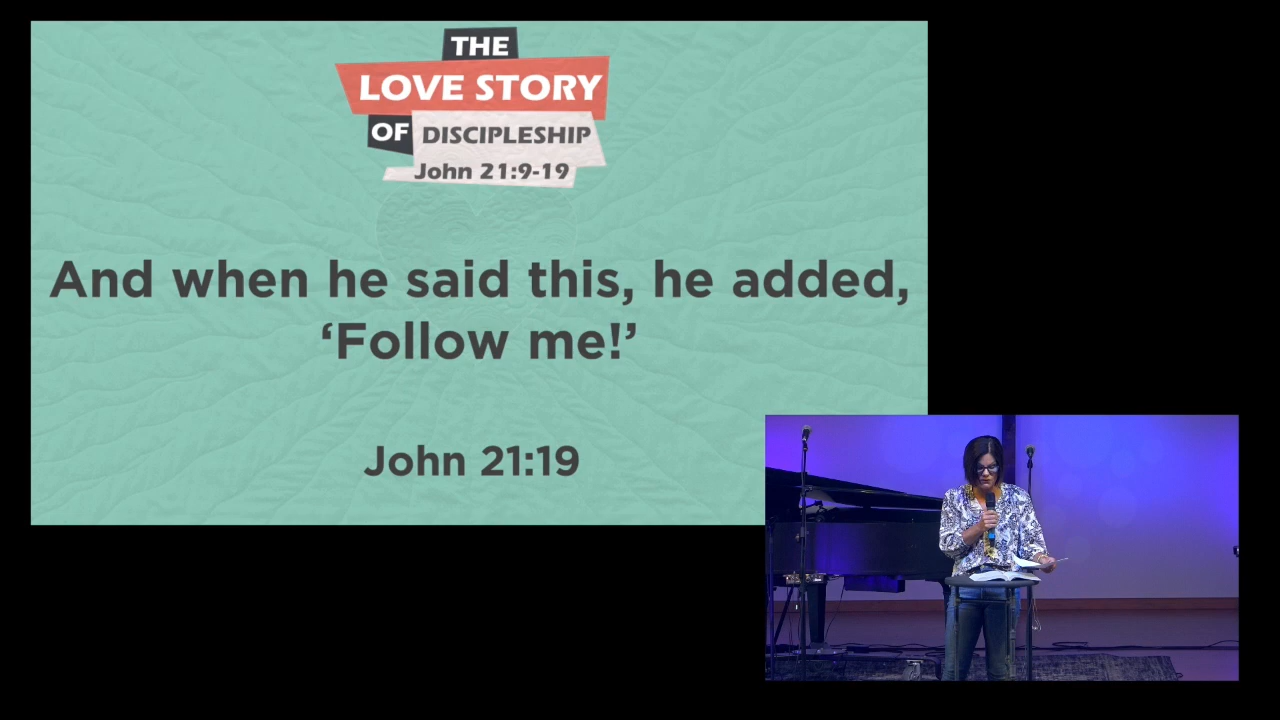 THE
LOVE STORY
OF DISCIPLESHIP
John 21:9-19
And when he said this, he added,
‘Follow me!’
John 21:19